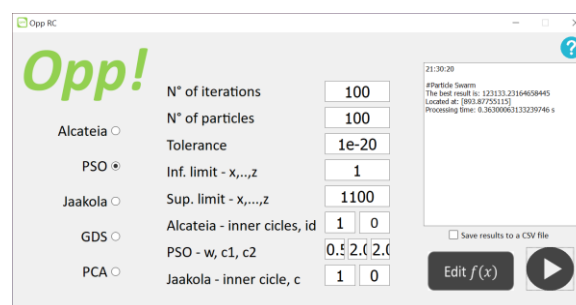 Opp RC
Opp!
?
Alcateia
PSO
Jaakola
GDS
PCA
N° of iterations 100
N° of particles 100
Tolerance 1e-20
Inf. limit - x,..,z 1
Sup. limit - x,...,z 1100
Alcateia - inner cicles, id 1 0
PSO - w, c1, c2
Jaakola - inner cicle, c 1 0
21:30:20
#Particle Swarm
The best result is: 123133.23164658445
Located at: [893.87755115]
Processing time: 0.36300063133239746 s
Save results to a CSV file
Edit f(x)